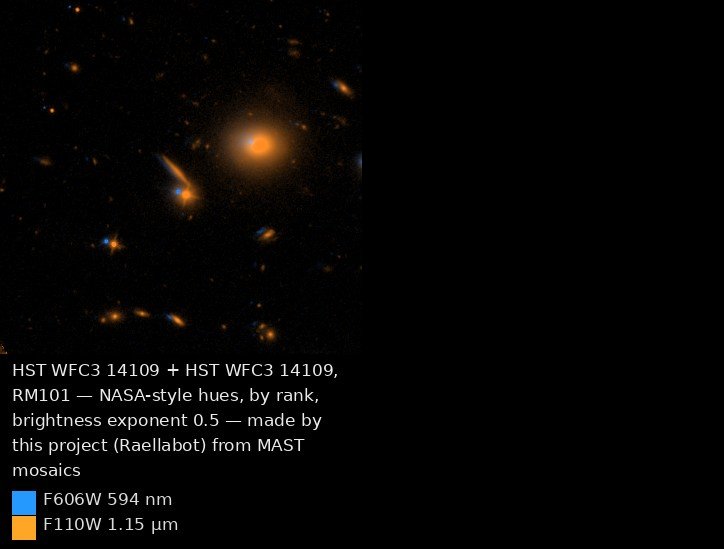 HST WFC3 14109 + HST WFC3 14109,
RM101 — NASA-style hues, by rank,
brightness exponent 0.5 — made by
this project (Raellabot) from MAST
mosaics
F606W 594 nm
F110W 1.15 μm